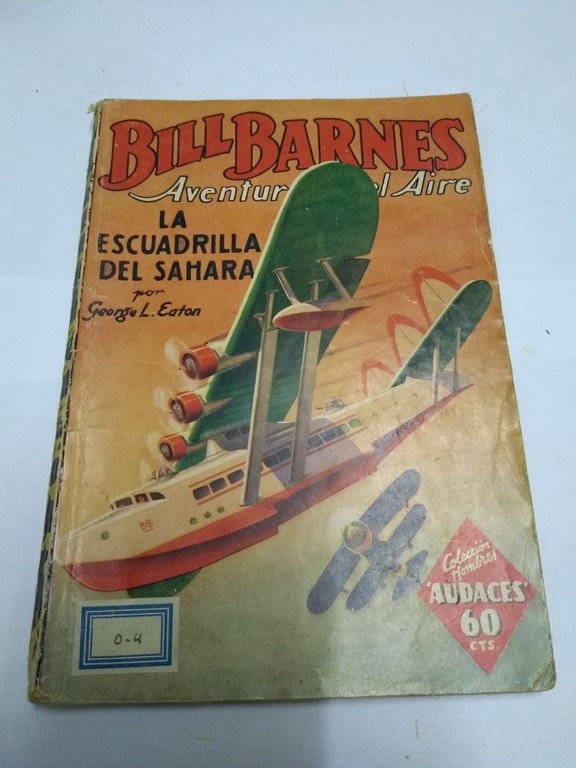 BILL BARNES
Aventur el Aire
LA
ESCUADRILLA
DEL SAHARA
por
George L. Eaton
B-B
Colección
Hombres
"AUDACES"
60
CTS.
0-4